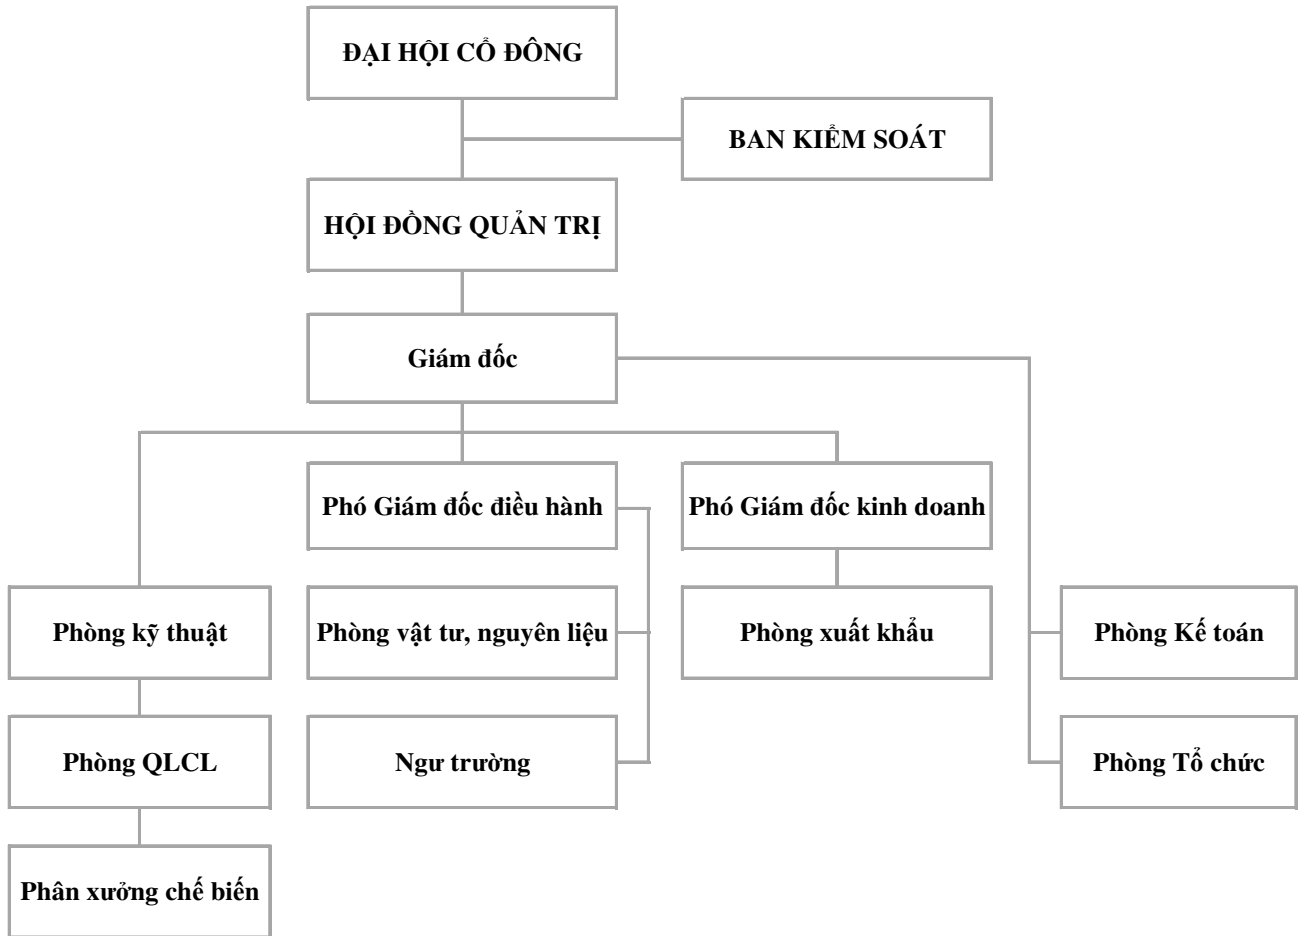 ĐẠI HỘI CỔ ĐÔNG
BAN KIỂM SOÁT
HỘI ĐỒNG QUẢN TRỊ
Giám đốc
Phó Giám đốc điều hành
Phó Giám đốc kinh doanh
Phòng kỹ thuật
Phòng vật tư, nguyên liệu
Phòng xuất khẩu
Phòng Kế toán
Phòng QLCL
Ngư trường
Phòng Tổ chức
Phân xưởng chế biến